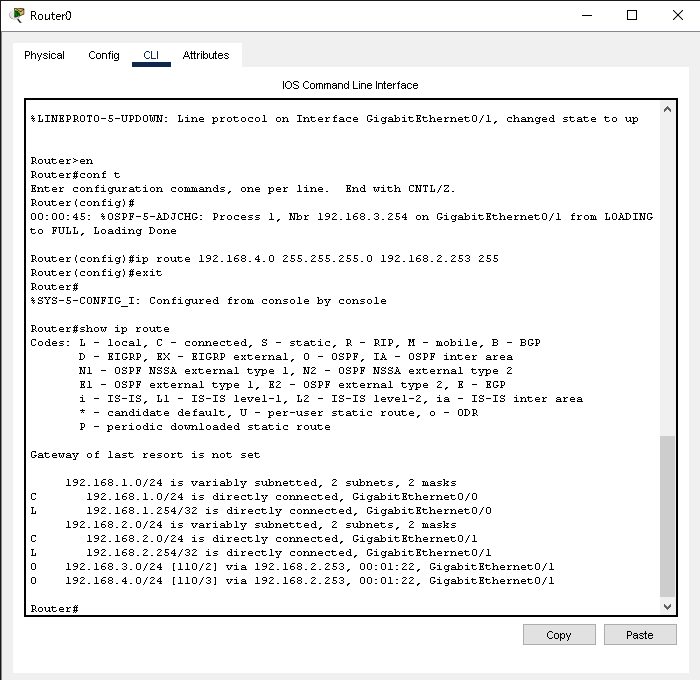 Router0
Physical Config CLI Attributes
IOS Command Line Interface
%LINEPROTO-5-UPDOWN: Line protocol on Interface GigabitEthernet0/1, changed state to up
Router>en
Router#conf t
Enter configuration commands, one per line.  End with CNTL/Z.
Router(config)#
00:00:45: %OSPF-5-ADJCHG: Process 1, Nbr 192.168.3.254 on GigabitEthernet0/1 from LOADING
to FULL, Loading Done
Router(config)#ip route 192.168.4.0 255.255.255.0 192.168.2.253 255
Router(config)#exit
Router#
%SYS-5-CONFIG_I: Configured from console by console
Router#show ip route
Codes: L - local, C - connected, S - static, R - RIP, M - mobile, B - BGP
       D - EIGRP, EX - EIGRP external, O - OSPF, IA - OSPF inter area
       N1 - OSPF NSSA external type 1, N2 - OSPF NSSA external type 2
       E1 - OSPF external type 1, E2 - OSPF external type 2, E - EGP
       i - IS-IS, L1 - IS-IS level-1, L2 - IS-IS level-2, ia - IS-IS inter area
       * - candidate default, U - per-user static route, o - ODR
       P - periodic downloaded static route
Gateway of last resort is not set
     192.168.1.0/24 is variably subnetted, 2 subnets, 2 masks
C       192.168.1.0/24 is directly connected, GigabitEthernet0/0
L       192.168.1.254/32 is directly connected, GigabitEthernet0/0
     192.168.2.0/24 is variably subnetted, 2 subnets, 2 masks
C       192.168.2.0/24 is directly connected, GigabitEthernet0/1
L       192.168.2.254/32 is directly connected, GigabitEthernet0/1
O    192.168.3.0/24 [110/2] via 192.168.2.253, 00:01:22, GigabitEthernet0/1
O    192.168.4.0/24 [110/3] via 192.168.2.253, 00:01:22, GigabitEthernet0/1
Router#
Copy Paste